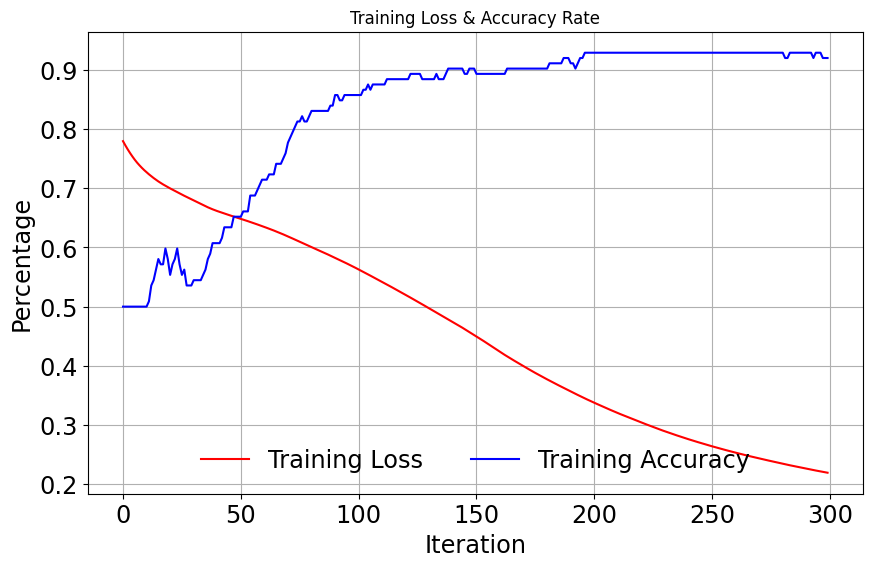 Training Loss & Accuracy Rate
Percentage
0.9
0.8
0.7
0.6
0.5
0.4
0.3
0.2
Training Loss
Training Accuracy
0 50 100 150 200 250 300
Iteration